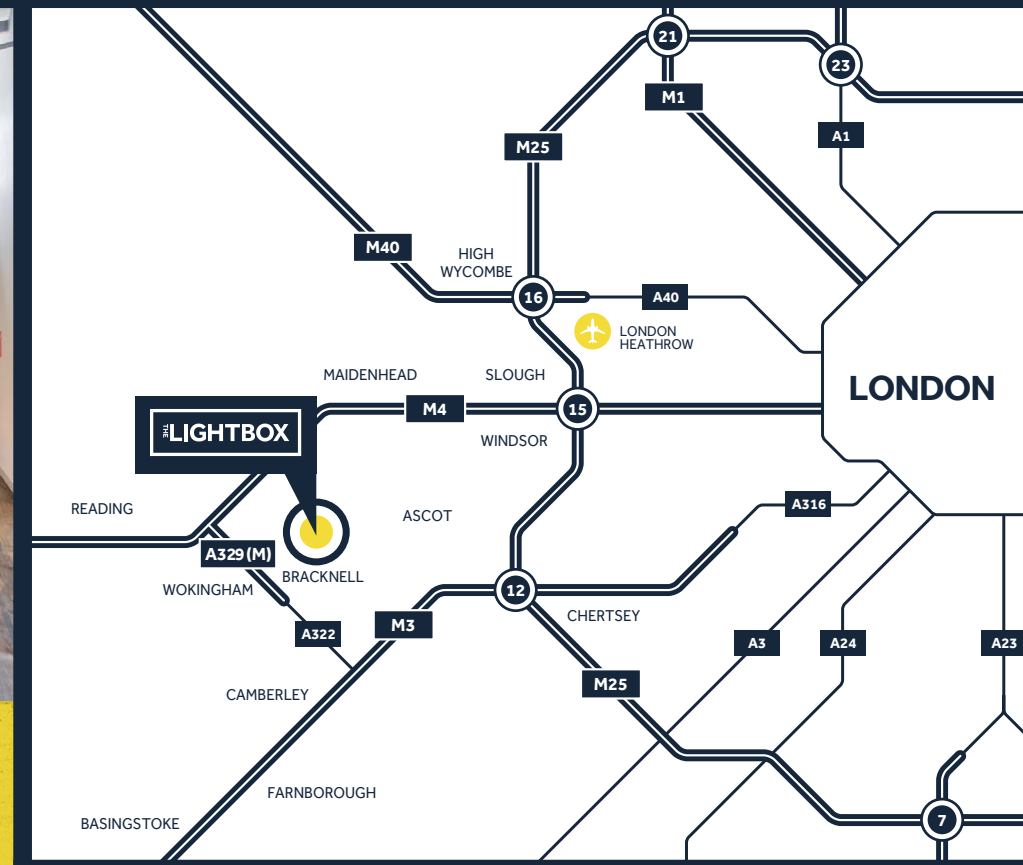 21
23
M1
A1
M25
M40
HIGH
WYCOMBE
16
A40
LONDON
HEATHROW
MAIDENHEAD
SLOUGH
LONDON
M4
15
THE LIGHTBOX
WINDSOR
READING
ASCOT
A316
A329(M)
BRACKNELL
WOKINGHAM
12
CHERTSEY
M3
A322
A3
A24
A23
M25
CAMBERLEY
FARNBOROUGH
BASINGSTOKE
7